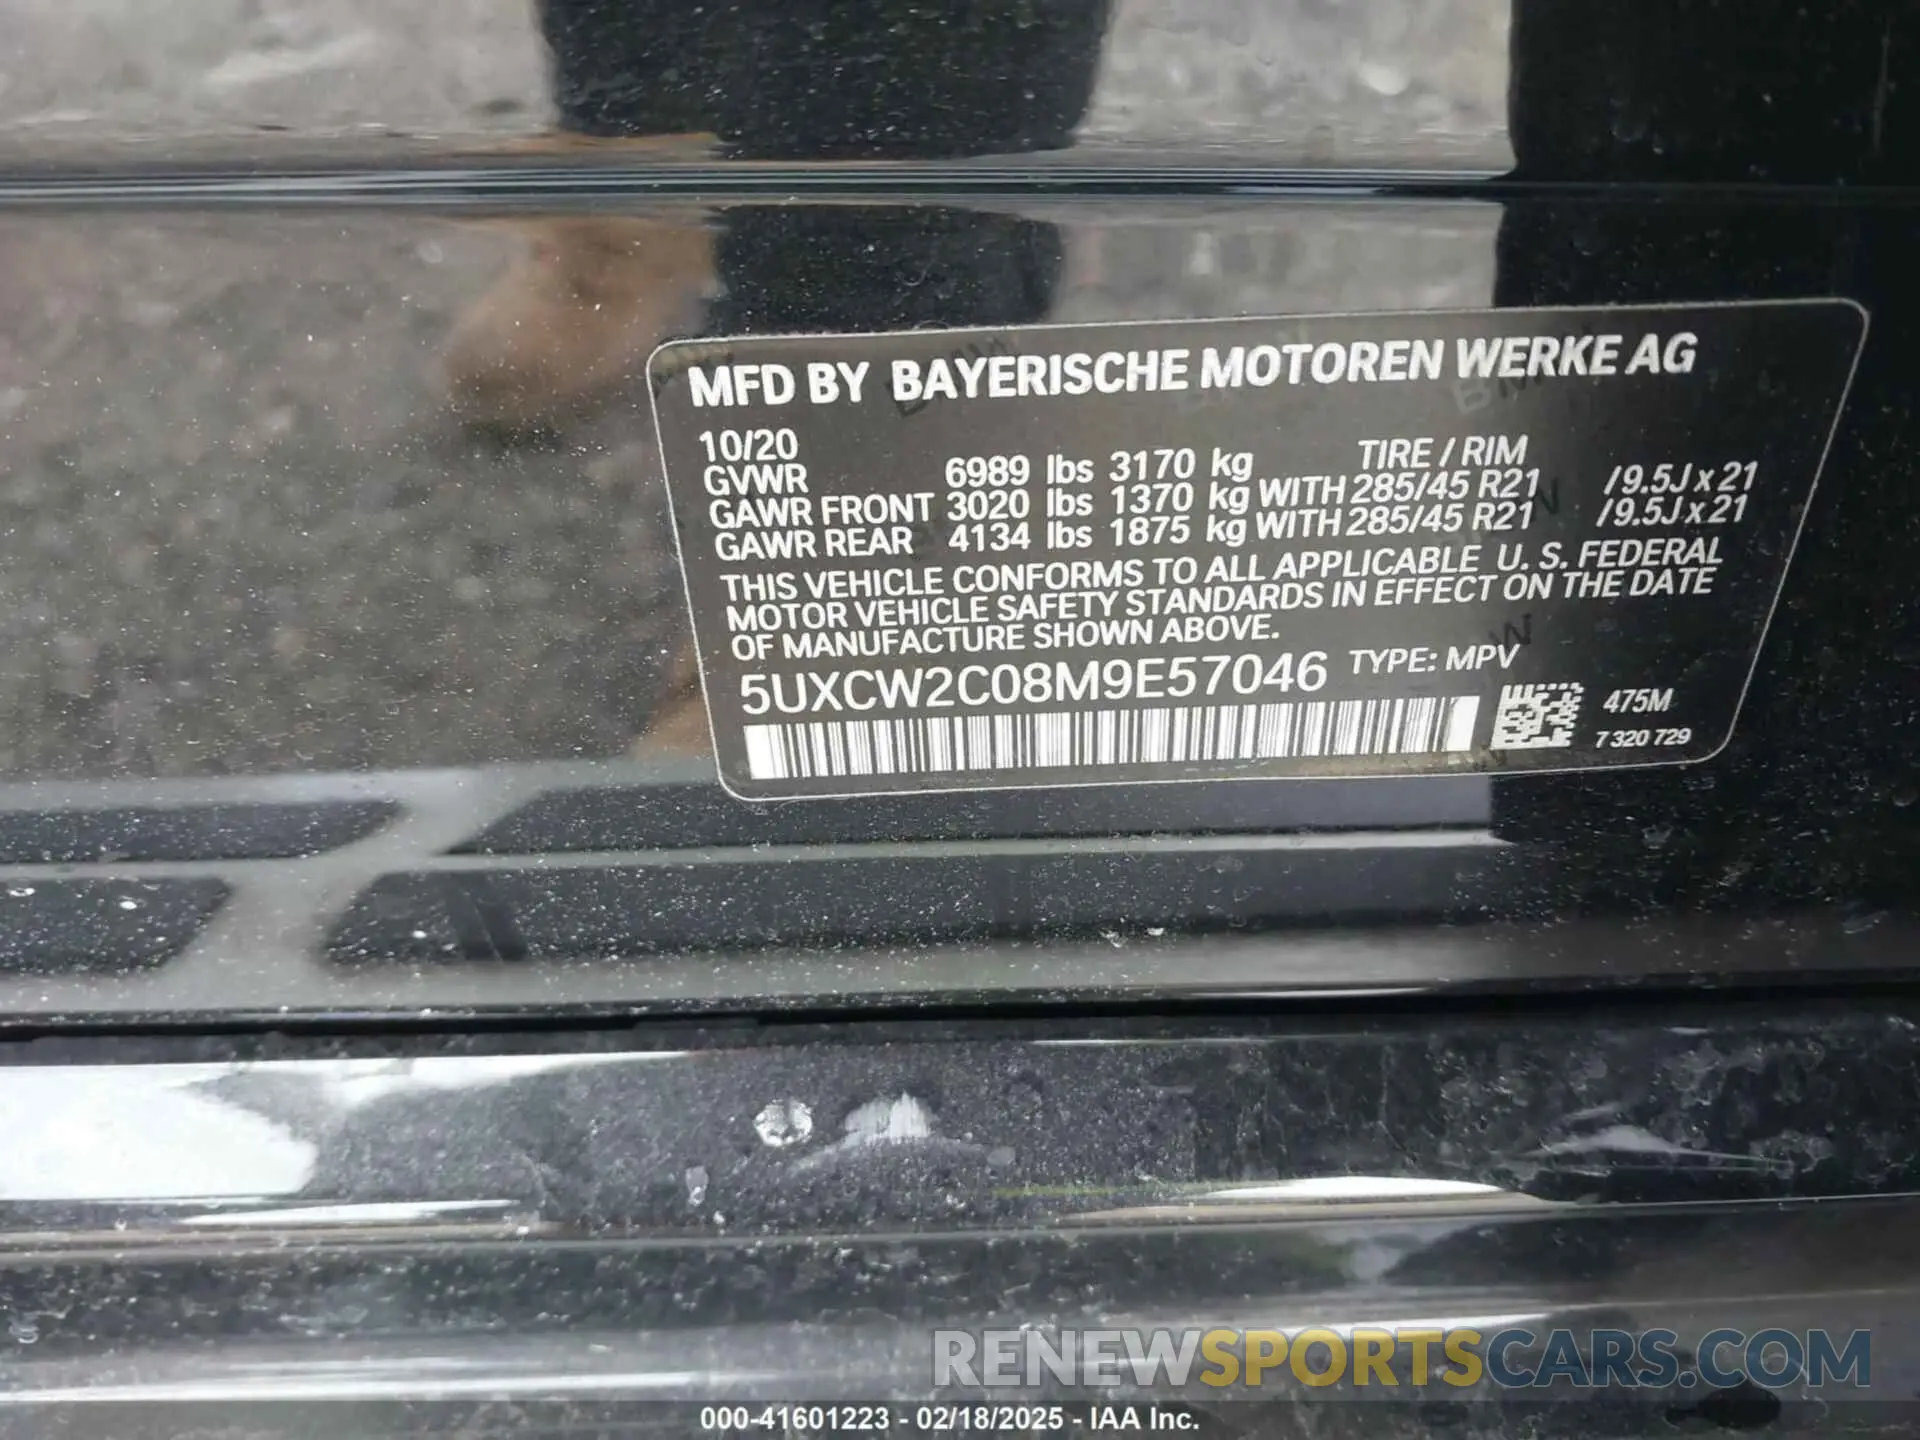 MFD BY BAYERISCHE MOTOREN WERKE AG
10/20 TIRE / RIM
GVWR 6989 lbs 3170 kg
GAWR FRONT 3020 lbs 1370 kg WITH 285/45 R21 /9.5J x 21
GAWR REAR 4134 lbs 1875 kg WITH 285/45 R21 /9.5J x 21
THIS VEHICLE CONFORMS TO ALL APPLICABLE U. S. FEDERAL
MOTOR VEHICLE SAFETY STANDARDS IN EFFECT ON THE DATE
OF MANUFACTURE SHOWN ABOVE.
5UXCW2C08M9E57046 TYPE: MPV
475M
7 320 729
RENEWSPORTSCARS.COM
000-41601223 - 02/18/2025 - IAA Inc.